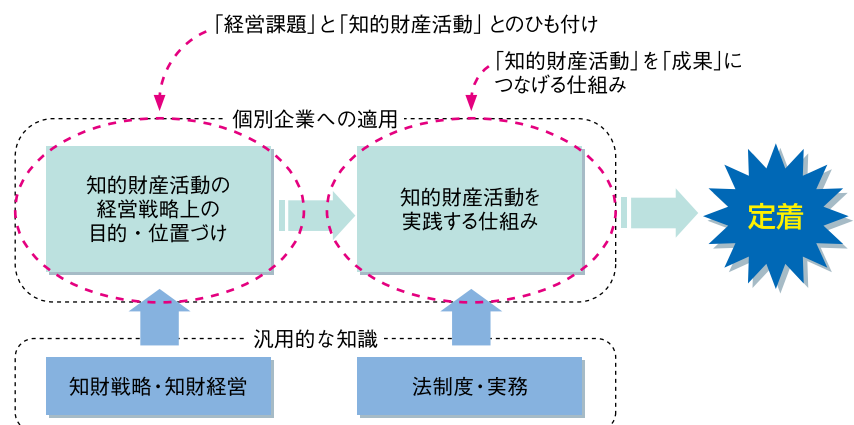 「経営課題」と「知的財産活動」とのひも付け
「知的財産活動」を「成果」に
つなげる仕組み
個別企業への適用
知的財産活動の
経営戦略上の
目的・位置づけ
知的財産活動を
実践する仕組み
定着
汎用的な知識
知財戦略・知財経営
法制度・実務